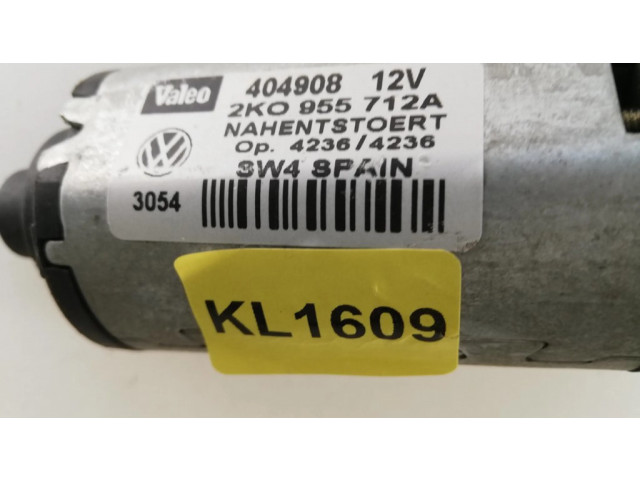 Valeo 404908 12V
2K0 955 712A
NAHENTSTOERT
Op. 4236/4236
3W4 SPAIN
3054
KL1609